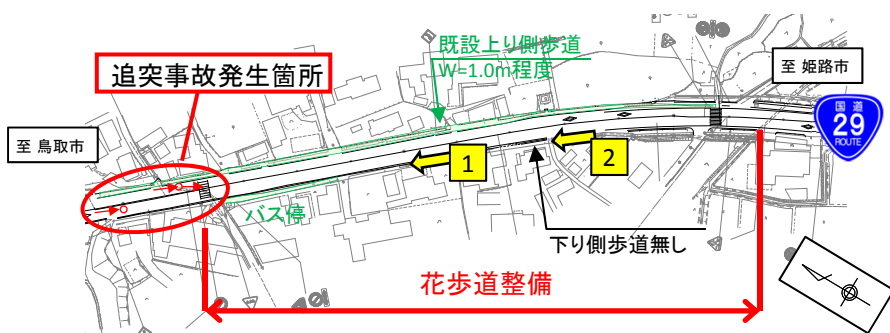 既設上り側歩道
W=1.0m程度
追突事故発生箇所
至 姫路市
国道
29
ROUTE
至 鳥取市
1
2
バス停
下り側歩道無し
花歩道整備